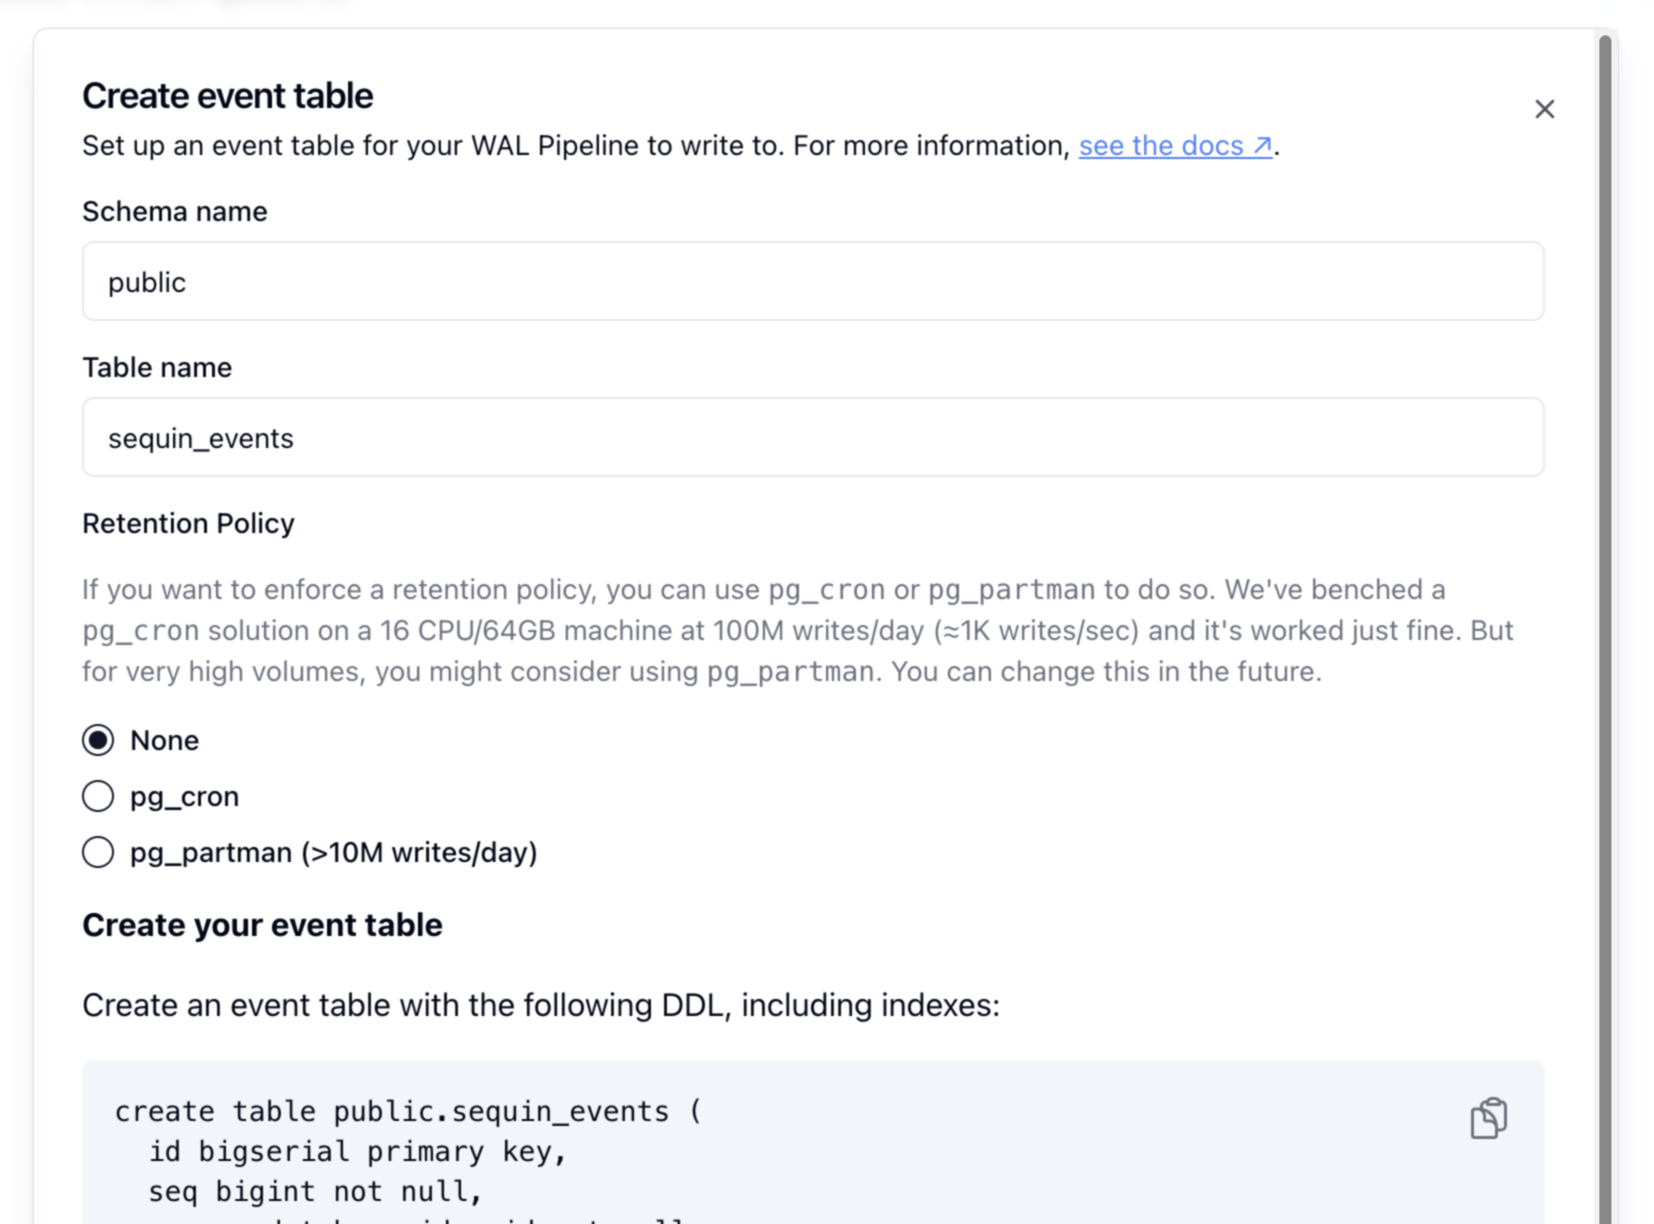 Create event table
Set up an event table for your WAL Pipeline to write to. For more information, see the docs ↗.
Schema name
public
Table name
sequin_events
Retention Policy
If you want to enforce a retention policy, you can use pg_cron or pg_partman to do so. We've benched a
pg_cron solution on a 16 CPU/64GB machine at 100M writes/day (≈1K writes/sec) and it's worked just fine. But
for very high volumes, you might consider using pg_partman. You can change this in the future.
None
pg_cron
pg_partman (>10M writes/day)
Create your event table
Create an event table with the following DDL, including indexes:
create table public.sequin_events (
  id bigserial primary key,
  seq bigint not null,